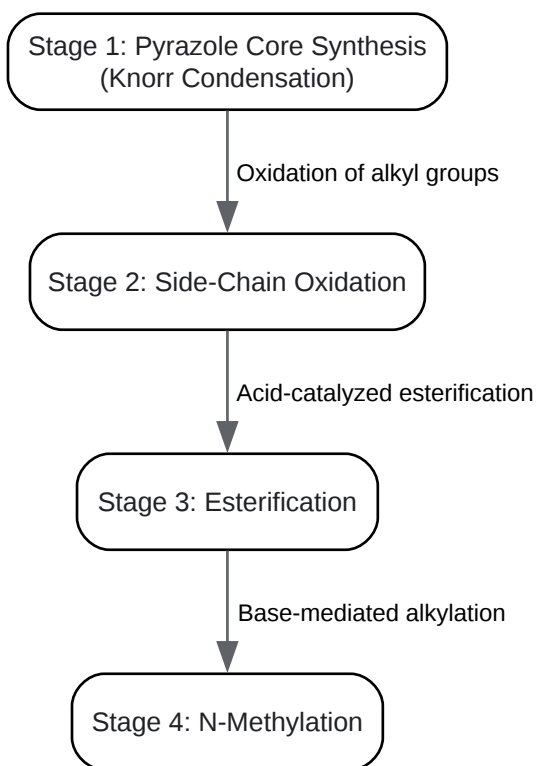 Stage 1: Pyrazole Core Synthesis
(Knorr Condensation)
Oxidation of alkyl groups
Stage 2: Side-Chain Oxidation
Acid-catalyzed esterification
Stage 3: Esterification
Base-mediated alkylation
Stage 4: N-Methylation